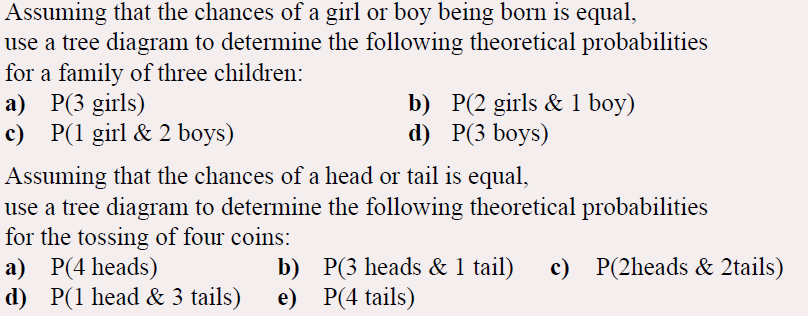 Assuming that the chances of a girl or boy being born is equal,
use a tree diagram to determine the following theoretical probabilities
for a family of three children:
a) P(3 girls) b) P(2 girls & 1 boy)
c) P(1 girl & 2 boys) d) P(3 boys)
Assuming that the chances of a head or tail is equal,
use a tree diagram to determine the following theoretical probabilities
for the tossing of four coins:
a) P(4 heads) b) P(3 heads & 1 tail) c) P(2heads & 2tails)
d) P(1 head & 3 tails) e) P(4 tails)